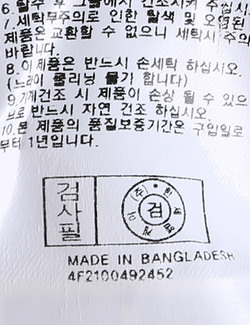 6.탈수 후 그늘에서 건조시켜 주십시
7.세탁부주의로 인한 탈색 및 오염된
제품은 교환할 수 없으니 세탁시 주의
바랍니다.
8.이제품은 반드시 손세탁 하십시오.
(드라이 클리닝 불가 합니다)
9.기계건조 시 제품이 손상 될 수 있으
므로 반드시 자연 건조 하십시오.
10.본 제품의 품질보증기간은 구입일로
부터 1년입니다.
검사필
(주)한
검
MADE IN BANGLADESH
4F2100492452